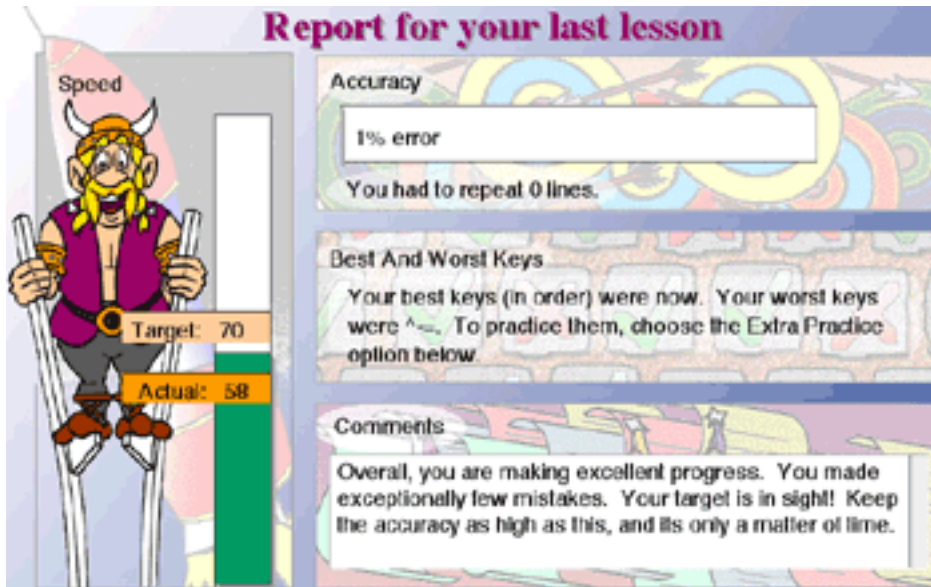 Report for your last lesson
Speed
Target: 70
Actual: 58
Accuracy
1% error
You had to repeat 0 lines.
Best And Worst Keys
Your best keys (in order) were now. Your worst keys
were ^~. To practice them, choose the Extra Practice
option below.
Comments
Overall, you are making excellent progress. You made
exceptionally few mistakes. Your target is in sight! Keep
the accuracy as high as this, and its only a matter of time.